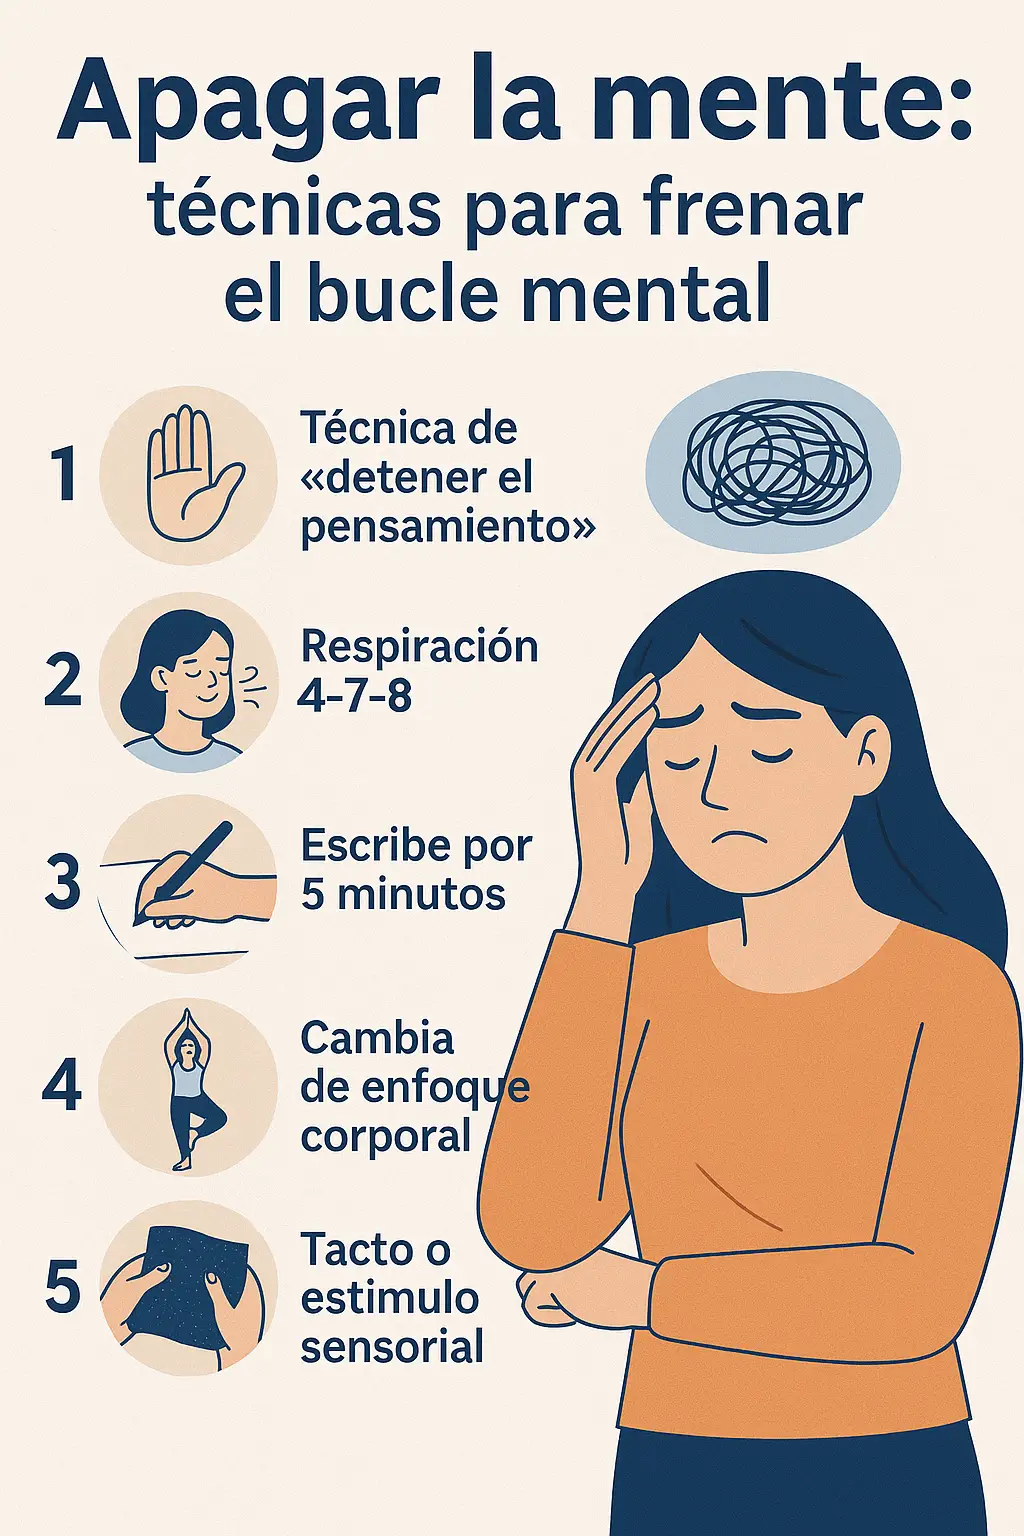 Apagar la mente:
técnicas para frenar
el bucle mental
1
Técnica de
«detener el
pensamiento»
2
Respiración
4-7-8
3
Escribe por
5 minutos
4
Cambia
de enfoque
corporal
5
Tacto o
estimulo
sensorial